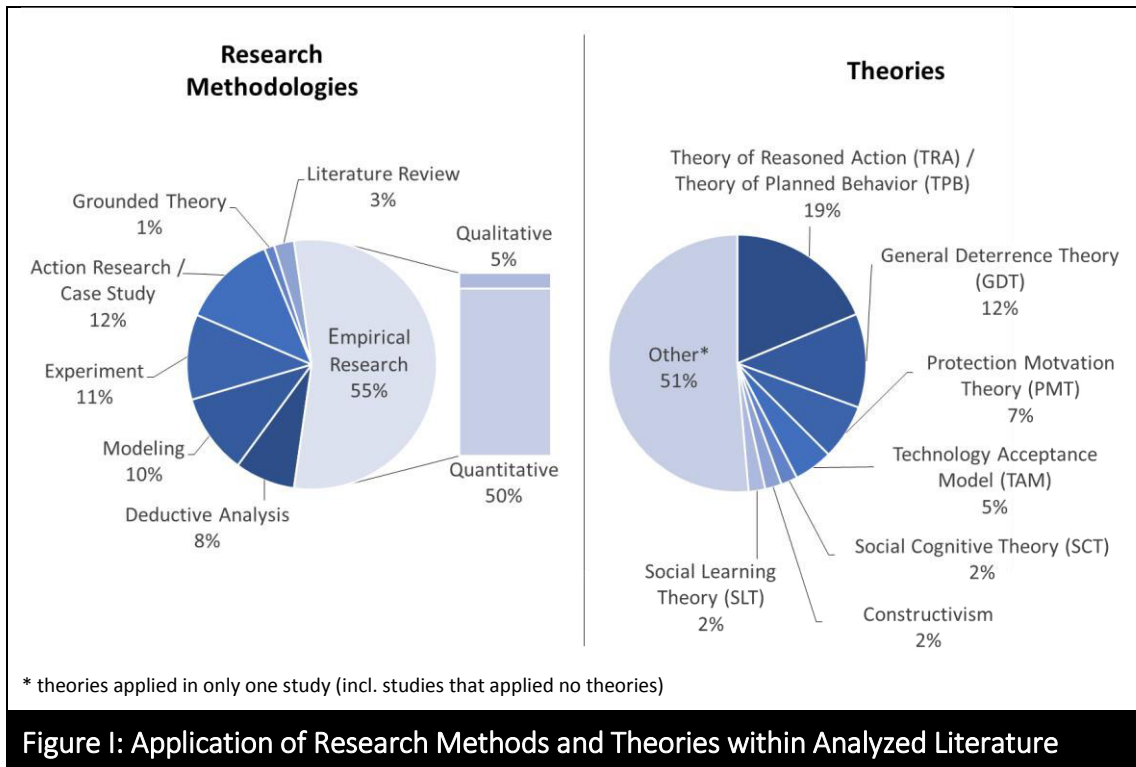 Research
Methodologies
Literature Review
3%
Grounded Theory
1%
Action Research /
Case Study
12%
Experiment
11%
Modeling
10%
Deductive Analysis
8%
Empirical
Research
55%
Qualitative
5%
Quantitative
50%
Theories
Theory of Reasoned Action (TRA) /
Theory of Planned Behavior (TPB)
19%
General Deterrence Theory
(GDT)
12%
Protection Motvation
Theory (PMT)
7%
Technology Acceptance
Model (TAM)
5%
Social Cognitive Theory (SCT)
2%
Constructivism
2%
Social Learning
Theory (SLT)
2%
Other*
51%
* theories applied in only one study (incl. studies that applied no theories)
Figure I: Application of Research Methods and Theories within Analyzed Literature